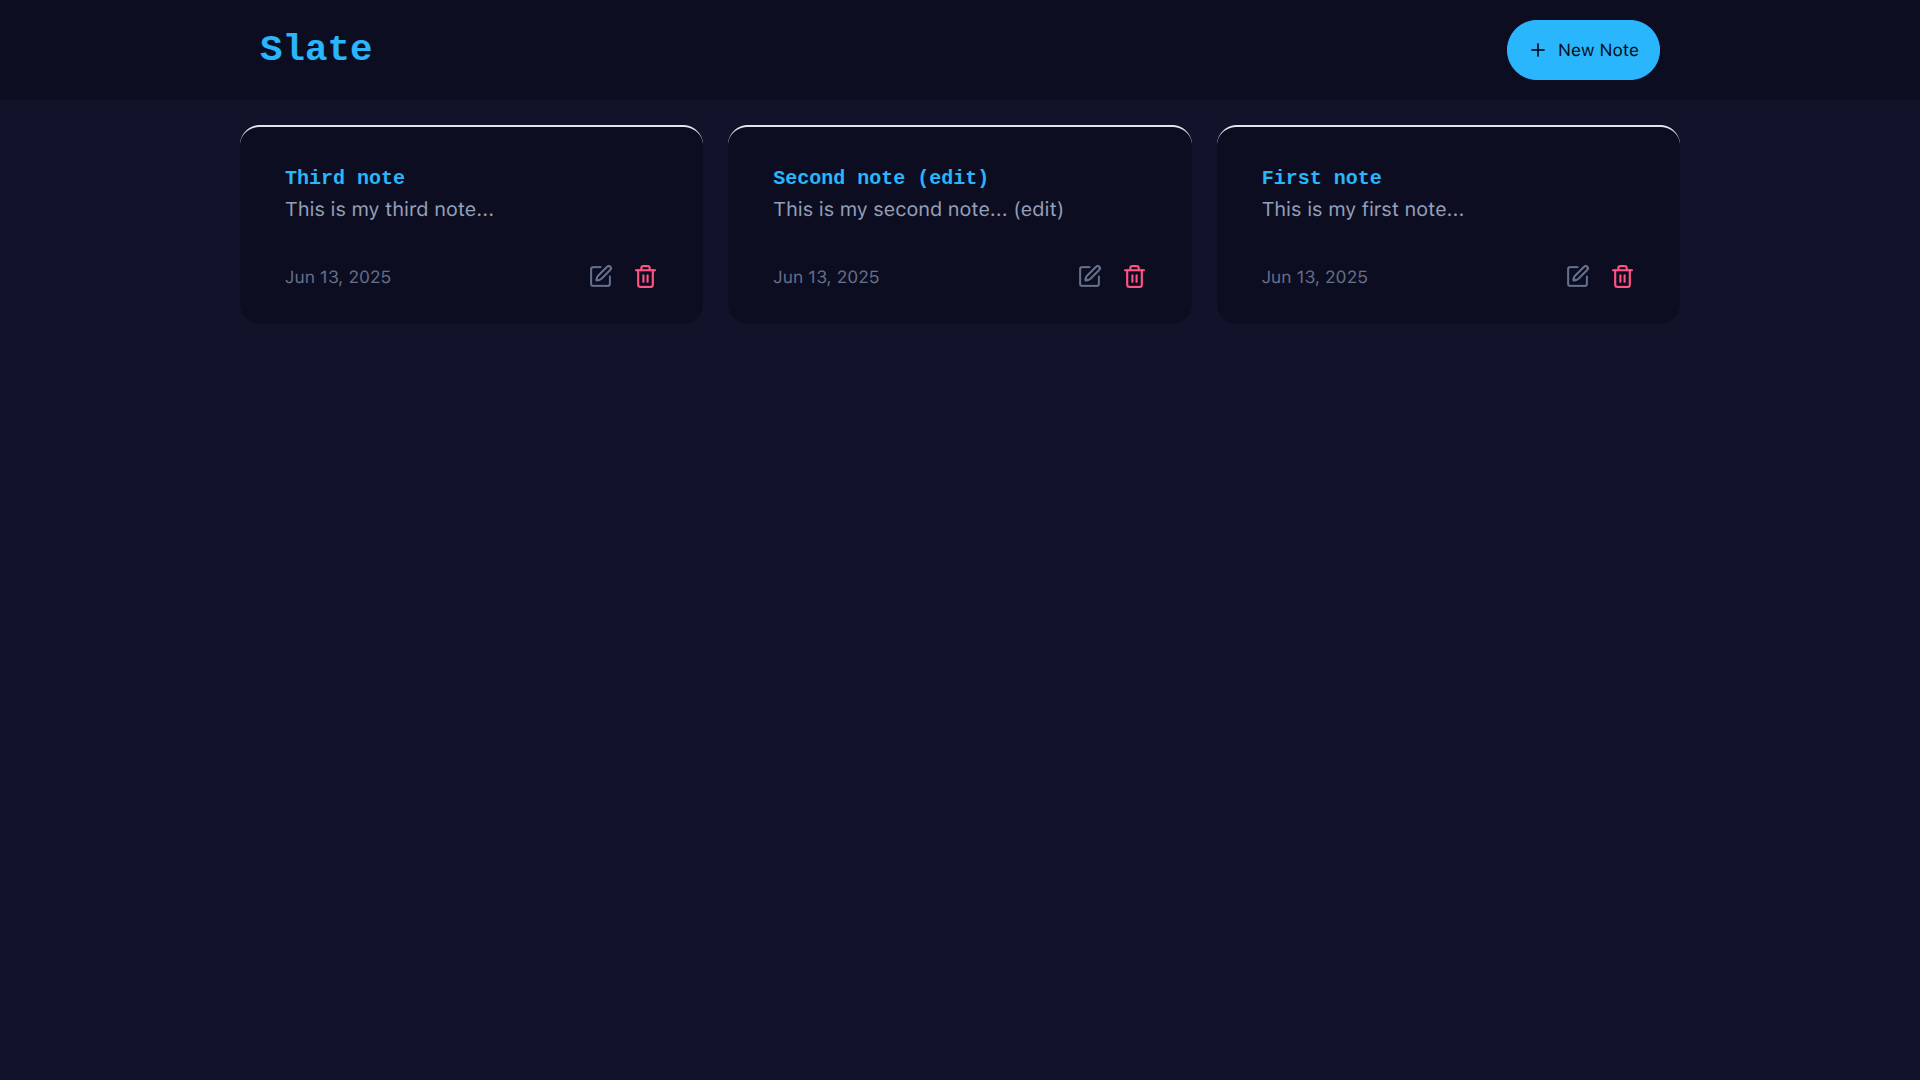 Slate
New Note
Third note
This is my third note...
Jun 13, 2025
Second note (edit)
This is my second note... (edit)
Jun 13, 2025
First note
This is my first note...
Jun 13, 2025